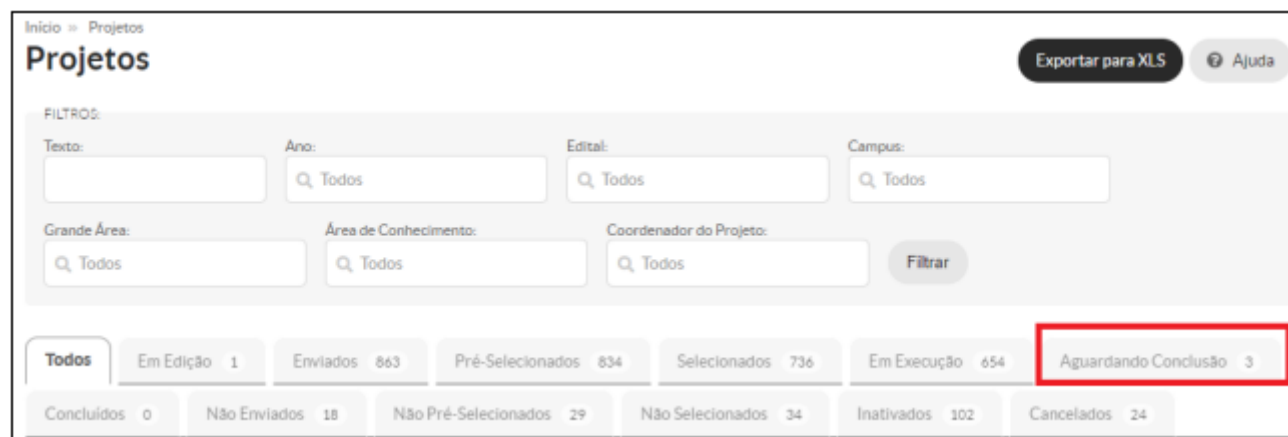 Início » Projetos
Projetos
Exportar para XLS
Ajuda
FILTROS:
Texto: Ano: Edital: Campus:
Todos Todos Todos
Grande Área: Área de Conhecimento: Coordenador do Projeto:
Todos Todos Todos Filtrar
Todos Em Edição 1 Enviados 863 Pré-Selecionados 834 Selecionados 736 Em Execução 654 Aguardando Conclusão 3
Concluídos 0 Não Enviados 18 Não Pré-Selecionados 29 Não Selecionados 34 Inativados 102 Cancelados 24